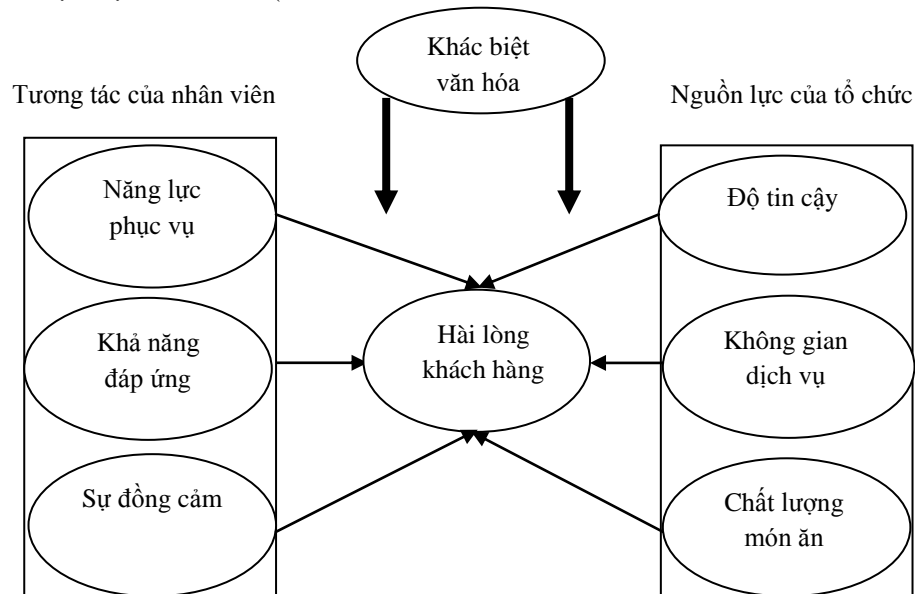 Khác biệt
văn hóa
Tương tác của nhân viên
Nguồn lực của tổ chức
Năng lực
phục vụ
Độ tin cậy
Khả năng
đáp ứng
Hài lòng
khách hàng
Không gian
dịch vụ
Sự đồng cảm
Chất lượng
món ăn